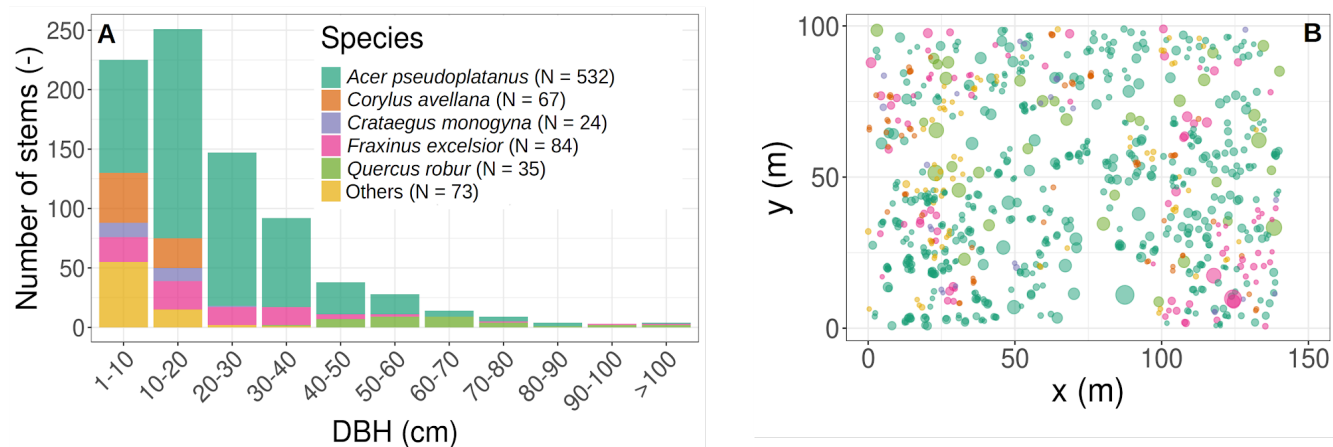 A
Number of stems (-)
250
200
150
100
50
0
Species
Acer pseudoplatanus (N = 532)
Corylus avellana (N = 67)
Crataegus monogyna (N = 24)
Fraxinus excelsior (N = 84)
Quercus robur (N = 35)
Others (N = 73)
1-10
10-20
20-30
30-40
40-50
50-60
60-70
70-80
80-90
90-100
> 100
DBH (cm)
B
y (m)
100
50
0
0
50
100
150
x (m)